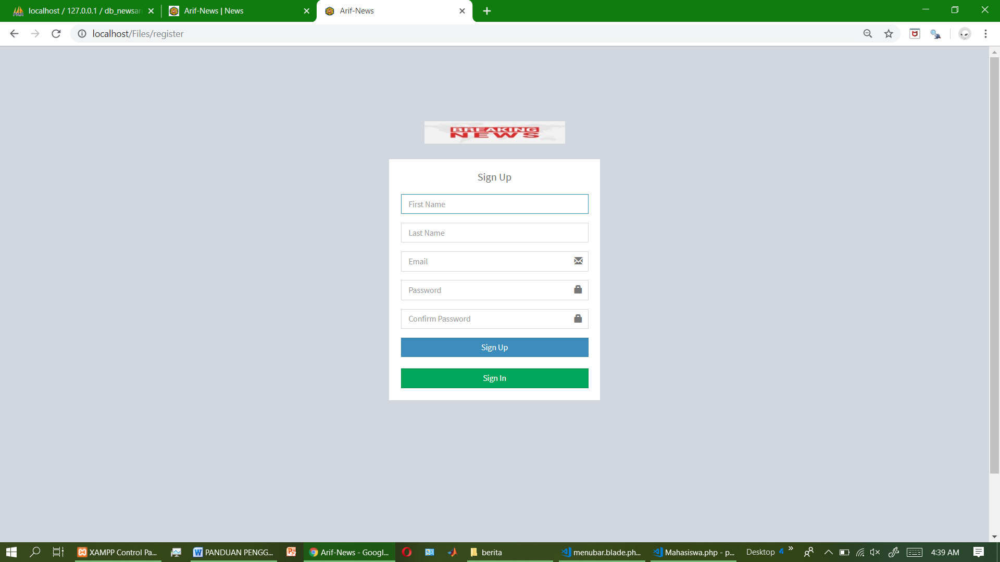 localhost / 127.0.0.1 / db_newsari
Arif-News | News
Arif-News
localhost/Files/register
BREAKING
NEWS
Sign Up
First Name
Last Name
Email
Password
Confirm Password
Sign Up
Sign In
XAMPP Control Pa...
PANDUAN PENGG...
Arif-News - Googl...
berita
menubar.blade.ph...
Mahasiswa.php - p...
Desktop
4:39 AM